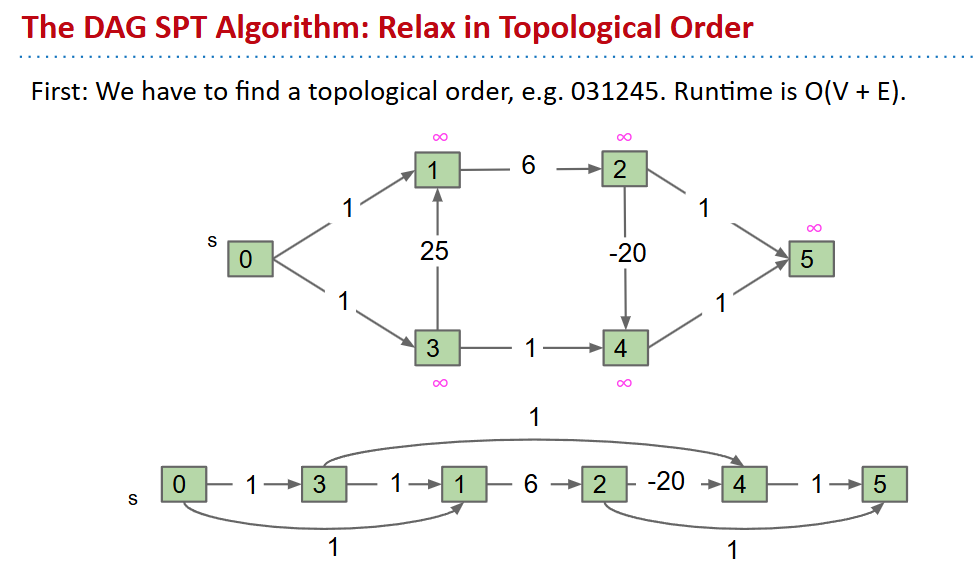 The DAG SPT Algorithm: Relax in Topological Order
First: We have to find a topological order, e.g. 031245. Runtime is O(V + E).
∞ ∞
1 6 2
1 1
s ∞
0 25 -20 5
1 1
3 1 4
∞ ∞
1
s 0 1 3 1 1 6 2 -20 4 1 5
1 1